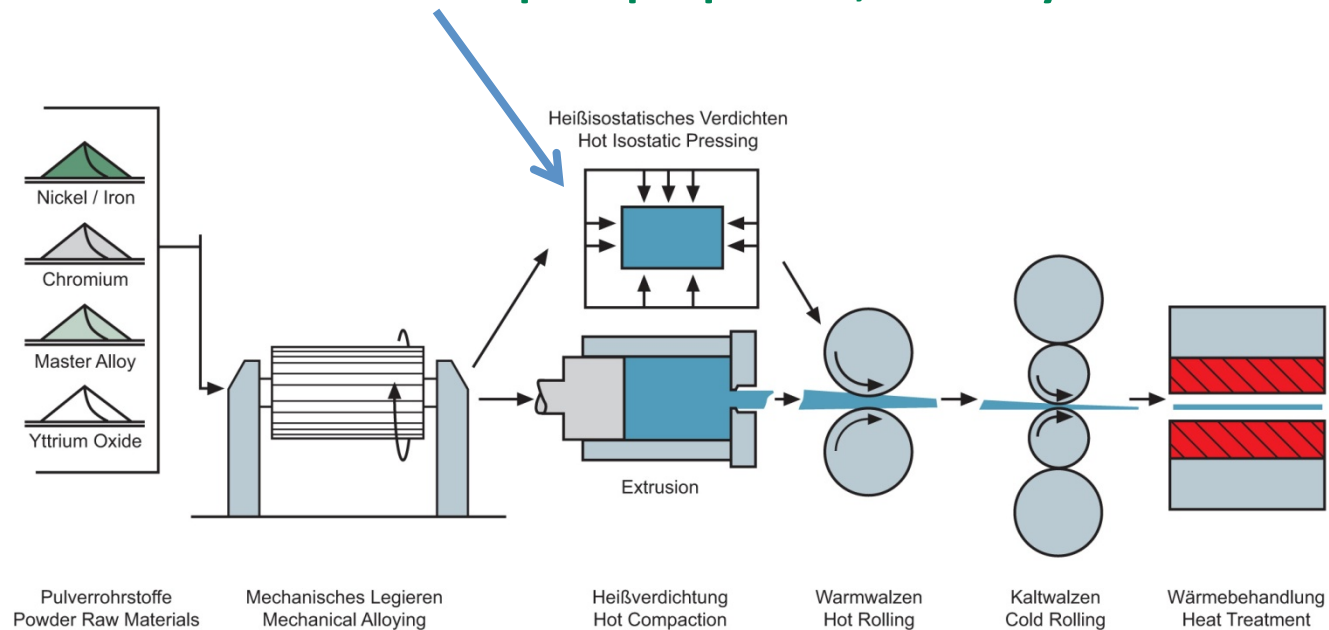 Heißisostatisches Verdichten
Hot Isostatic Pressing
Nickel / Iron
Chromium
Master Alloy
Yttrium Oxide
Extrusion
Pulverrohrstoffe
Powder Raw Materials
Mechanisches Legieren
Mechanical Alloying
Heißverdichtung
Hot Compaction
Warmwalzen
Hot Rolling
Kaltwalzen
Cold Rolling
Wärmebehandlung
Heat Treatment